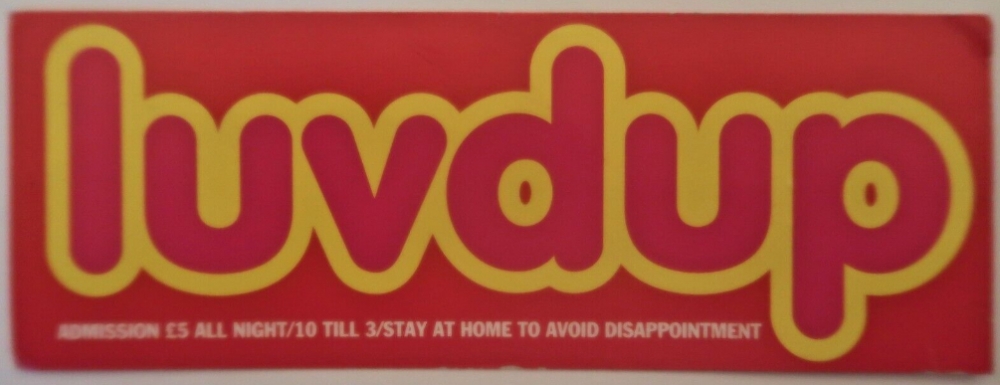 luvdup
ADMISSION £5 ALL NIGHT/10 TILL 3/STAY AT HOME TO AVOID DISAPPOINTMENT